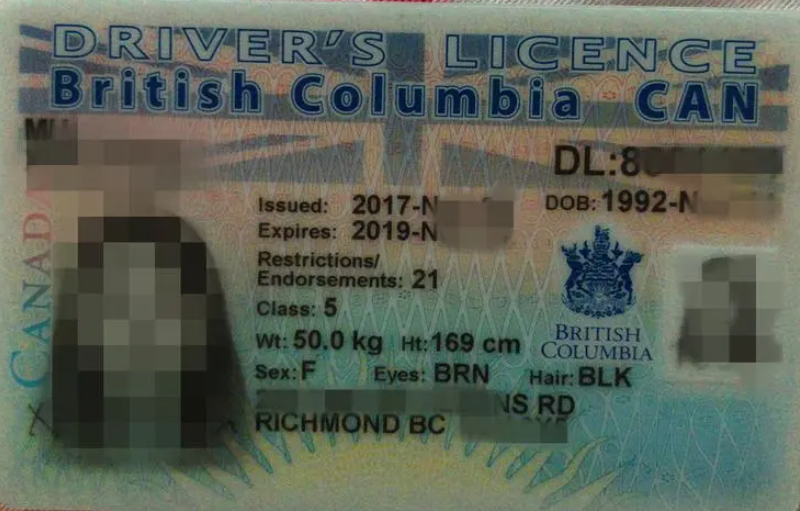 DRIVER'S LICENCE
British Columbia CAN
CANADA
DL:8
Issued: 2017-N
DOB: 1992-N
Expires: 2019-N
Restrictions/
Endorsements: 21
Class: 5
Wt: 50.0 kg Ht: 169 cm
BRITISH
COLUMBIA
Sex: F Eyes: BRN Hair: BLK
NS RD
RICHMOND BC